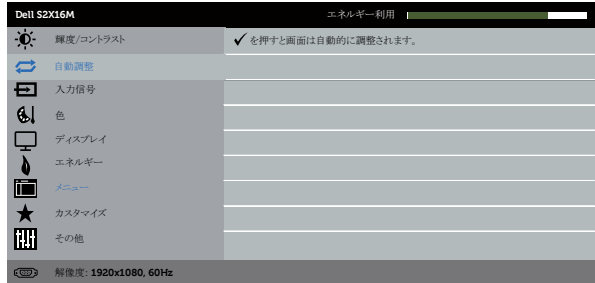 Dell S2X16M エネルギー利用
輝度/コントラスト
✓を押すと画面は自動的に調整されます。
自動調整
入力信号
色
ディスプレイ
エネルギー
メニュー
カスタマイズ
その他
解像度: 1920x1080, 60Hz